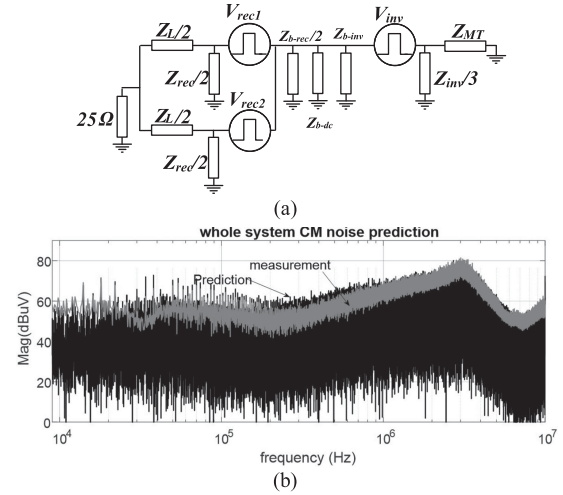 Z_L/2
V_rec1
Z_b-rec/2
Z_b-inv
V_inv
Z_MT
Z_rec/2
Z_inv/3
V_rec2
25Ω
Z_L/2
Z_b-dc
Z_rec/2
(a)
whole system CM noise prediction
80
measurement
Prediction
60
Mag(dBuV)
40
20
0
10^4
10^5
10^6
10^7
frequency (Hz)
(b)